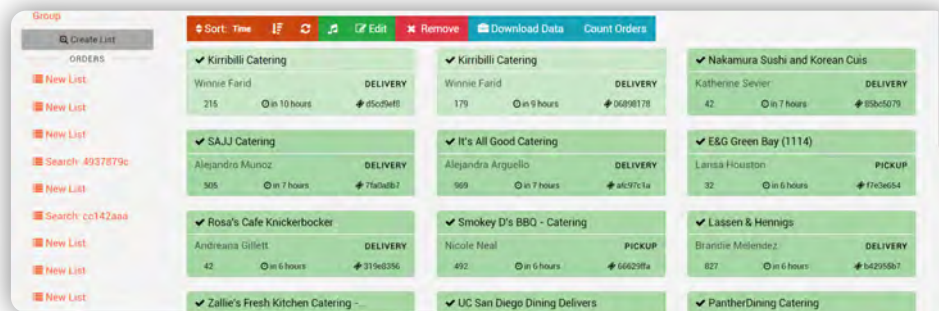 Group
Create List
ORDERS
New List
New List
New List
Search: 4937879c
New List
Search: cc142aaa
New List
New List
New List
Sort: Time Edit Remove Download Data Count Orders
Kirribilli Catering
Winnie Farid DELIVERY
215 in 10 hours d5cd9ef8
Kirribilli Catering
Winnie Farid DELIVERY
179 in 9 hours 06898178
Nakamura Sushi and Korean Cuis
Katherine Sevier DELIVERY
42 in 7 hours 85bc5079
SAJJ Catering
Alejandro Munoz DELIVERY
505 in 7 hours 7fa0a8b7
It's All Good Catering
Alejandra Arguello DELIVERY
969 in 7 hours afc97c1a
E&G Green Bay (1114)
Larisa Houston PICKUP
32 in 6 hours f7e3e654
Rosa's Cafe Knickerbocker
Andreana Gillett DELIVERY
42 in 6 hours 319e8356
Smokey D's BBQ - Catering
Nicole Neal PICKUP
492 in 6 hours 66629ffa
Lassen & Hennigs
Brandie Melendez DELIVERY
827 in 6 hours b42955b7
Zallie's Fresh Kitchen Catering -...
UC San Diego Dining Delivers
PantherDining Catering